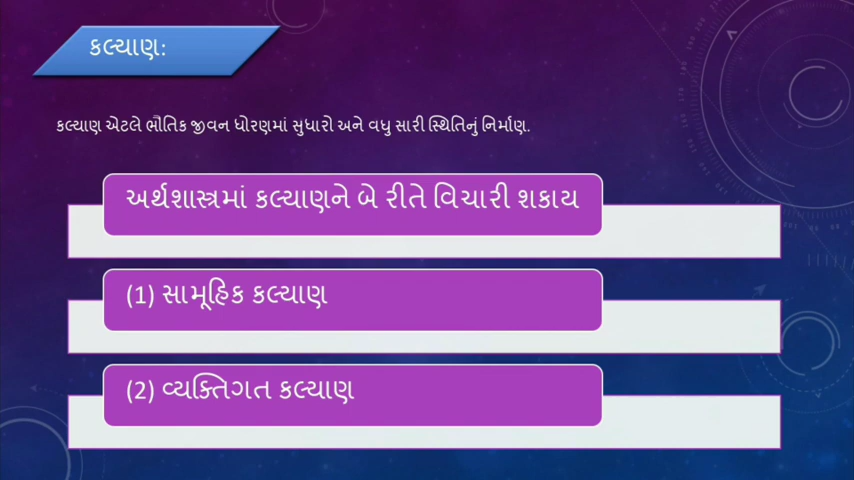 કલ્યાણ:
કલ્યાણ એટલે ભૌતિક જીવન ધોરણમાં સુધારો અને વધુ સારી સ્થિતિનું નિર્માણ.
અર્થશાસ્ત્રમાં કલ્યાણને બે રીતે વિચારી શકાય
(1) સામૂહિક કલ્યાણ
(2) વ્યક્તિગત કલ્યાણ